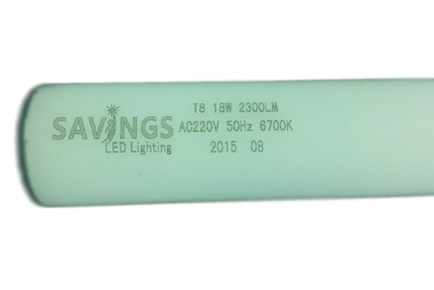 SAVINGS
LED Lighting
T8 18W 2300LM
AC220V 50Hz 6700K
2015 08